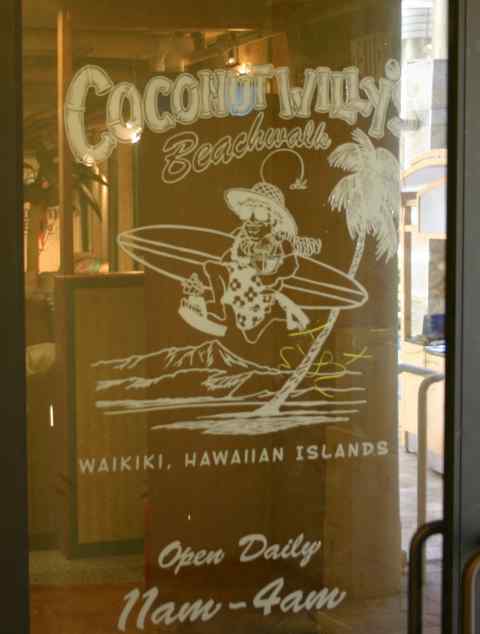 COCONUT WILLY'S
Beachwalk
WAIKIKI, HAWAIIAN ISLANDS
Open Daily
11am - 4am